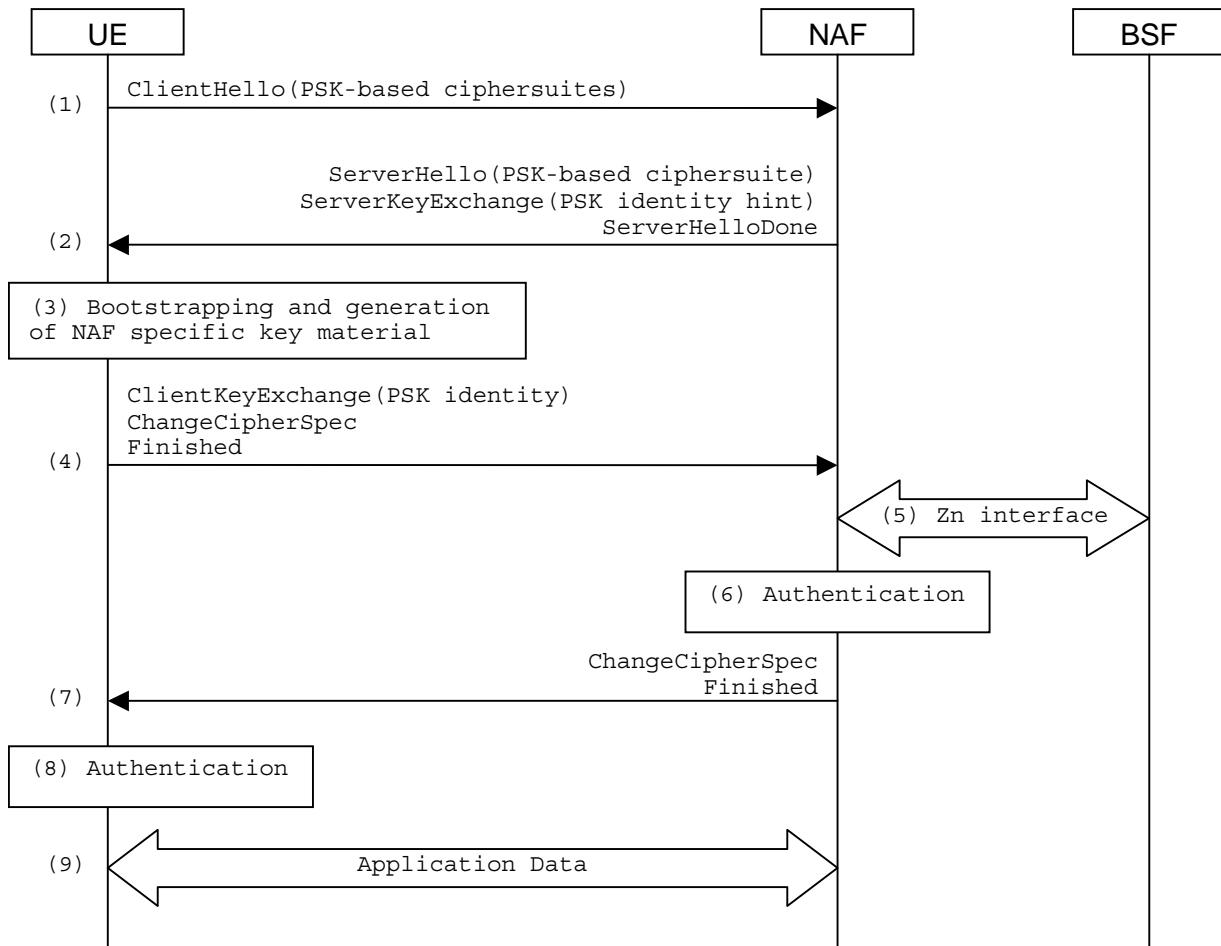 UE
NAF
BSF
ClientHello(PSK-based ciphersuites)
(1)
ServerHello(PSK-based ciphersuite)
ServerKeyExchange(PSK identity hint)
ServerHelloDone
(2)
(3) Bootstrapping and generation
of NAF specific key material
ClientKeyExchange(PSK identity)
ChangeCipherSpec
Finished
(4)
(5) Zn interface
(6) Authentication
ChangeCipherSpec
Finished
(7)
(8) Authentication
(9)
Application Data